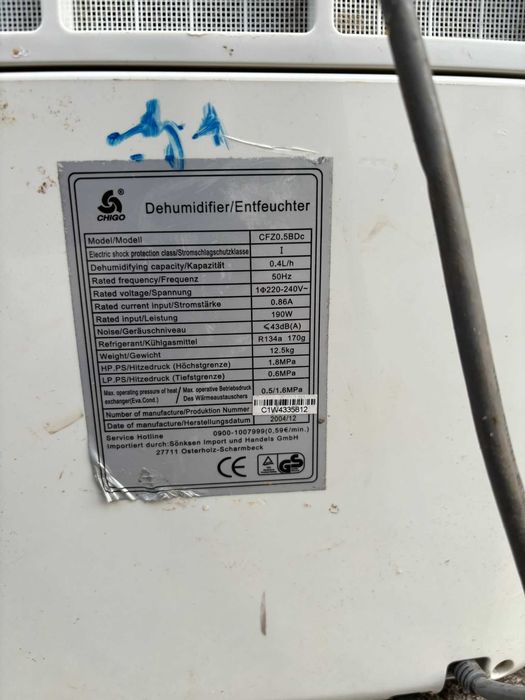 CHIGO ®
Dehumidifier/Entfeuchter
Model/Modell CFZ0.5BDc
Electric shock protection class/Stromschlagschutzklasse I
Dehumidifying capacity/Kapazität 0.4L/h
Rated frequency/Frequenz 50Hz
Rated voltage/Spannung 1Φ220-240V~
Rated current input/Stromstärke 0.86A
Rated input/Leistung 190W
Noise/Geräuschniveau ⩽43dB(A)
Refrigerant/Kühlgasmittel R134a 170g
Weight/Gewicht 12.5kg
HP.PS/Hitzedruck (Höchstgrenze) 1.8MPa
LP.PS/Hitzedruck (Tiefstgrenze) 0.6MPa
Max. operating pressure of heat/ Max. operative Betriebsdruck
exchanger(Eva.Cond.) Des Wärmeaustauschers 0.5/1.6MPa
Number of manufacture/Produktion Nummer C1W4335812
Date of manufacture/Herstellungsdatum 2004/12
Service Hotline 0900-1007999(0,59€/min.)
Importiert durch:Sönksen Import und Handels GmbH
27711 Osterholz-Scharmbeck
CE